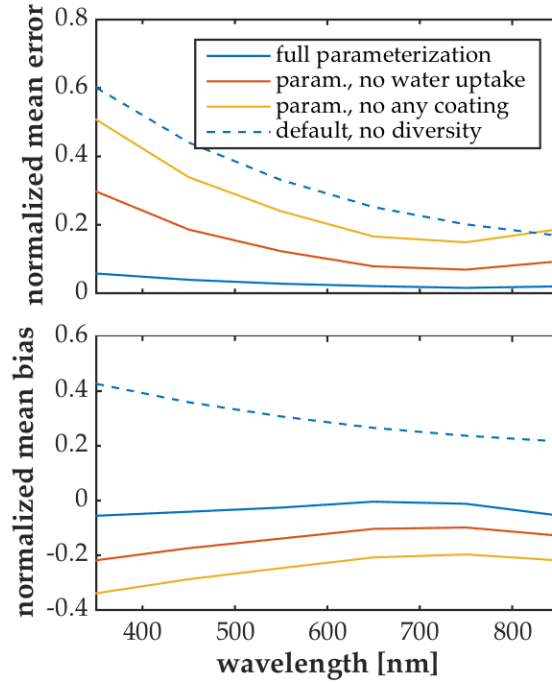 normalized mean error
0.8
0.6
0.4
0.2
0
full parameterization
param., no water uptake
param., no any coating
default, no diversity
normalized mean bias
0.6
0.4
0.2
0
-0.2
-0.4
400 500 600 700 800
wavelength [nm]